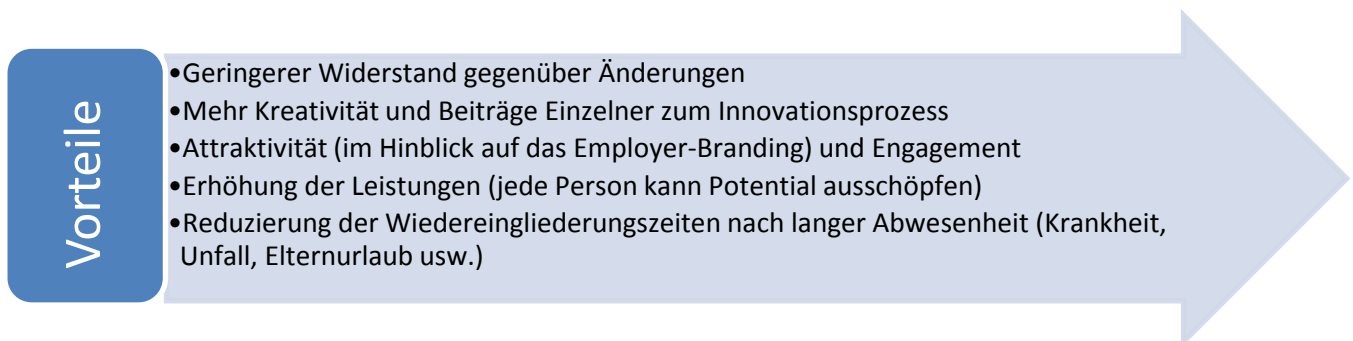 Vorteile
•Geringerer Widerstand gegenüber Änderungen
•Mehr Kreativität und Beiträge Einzelner zum Innovationsprozess
•Attraktivität (im Hinblick auf das Employer-Branding) und Engagement
•Erhöhung der Leistungen (jede Person kann Potential ausschöpfen)
•Reduzierung der Wiedereingliederungszeiten nach langer Abwesenheit (Krankheit,
Unfall, Elternurlaub usw.)